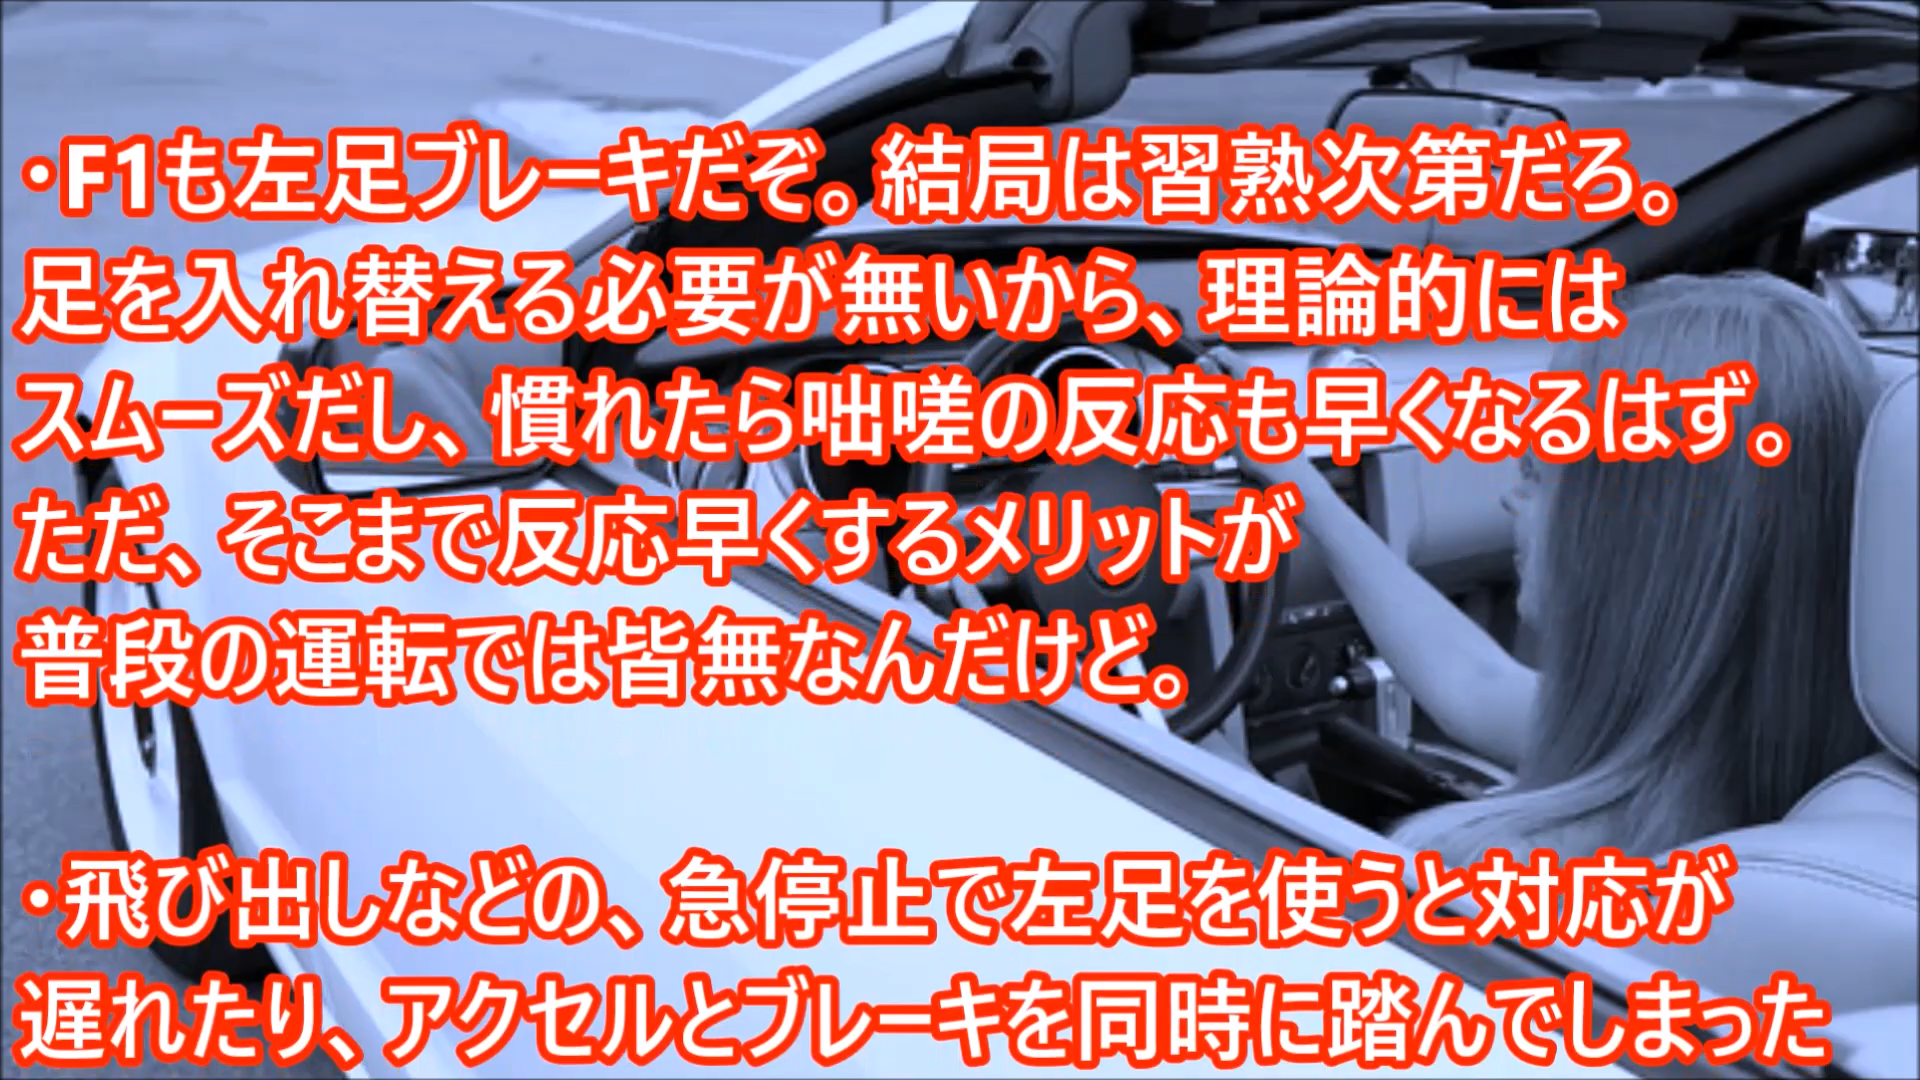 ・F1も左足ブレーキだぞ。結局は習熟次第だろ。
足を入れ替える必要が無いから、理論的には
スムーズだし、慣れたら咄嗟の反応も早くなるはず。
ただ、そこまで反応早くするメリットが
普段の運転では皆無なんだけど。
・飛び出しなどの、急停止で左足を使うと対応が
遅れたり、アクセルとブレーキを同時に踏んでしまった